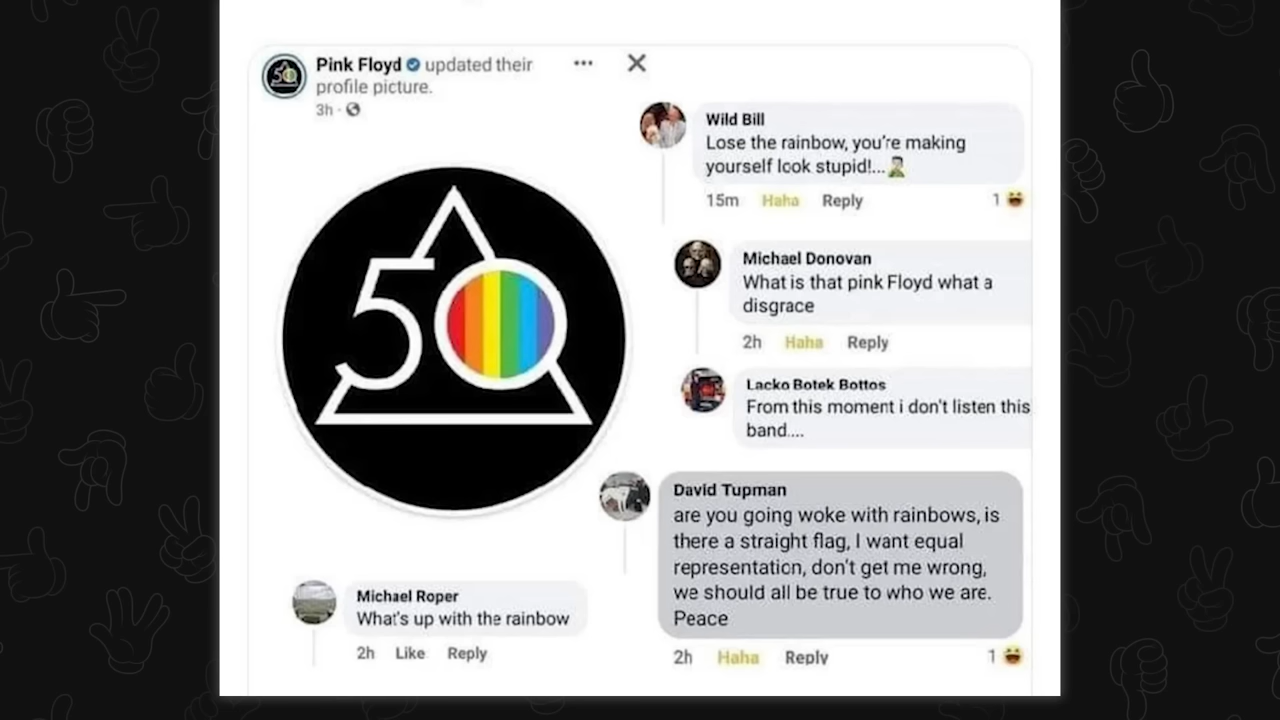 Pink Floyd updated their
profile picture.
3h
50
50
Michael Roper
What's up with the rainbow
2h Like Reply
Wild Bill
Lose the rainbow, you're making
yourself look stupid!...
15m Haha Reply 1
Michael Donovan
What is that pink Floyd what a
disgrace
2h Haha Reply
Lacko Botek Bottos
From this moment i don't listen this
band....
David Tupman
are you going woke with rainbows, is
there a straight flag, I want equal
representation, don't get me wrong,
we should all be true to who we are.
Peace
2h Haha Reply 1